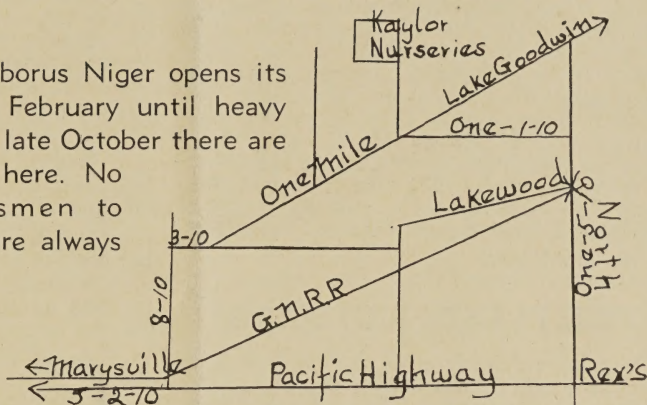 borus Niger opens its
February until heavy
late October there are
here. No
smen to
re always
Kaylor
Nurseries
Lake Goodwin
One mile
One-1-10
Lakewood
3-10
8-10
G.N.R.R
One-5-10
North
←Marysville
5-2-10
Pacific Highway
Rex's